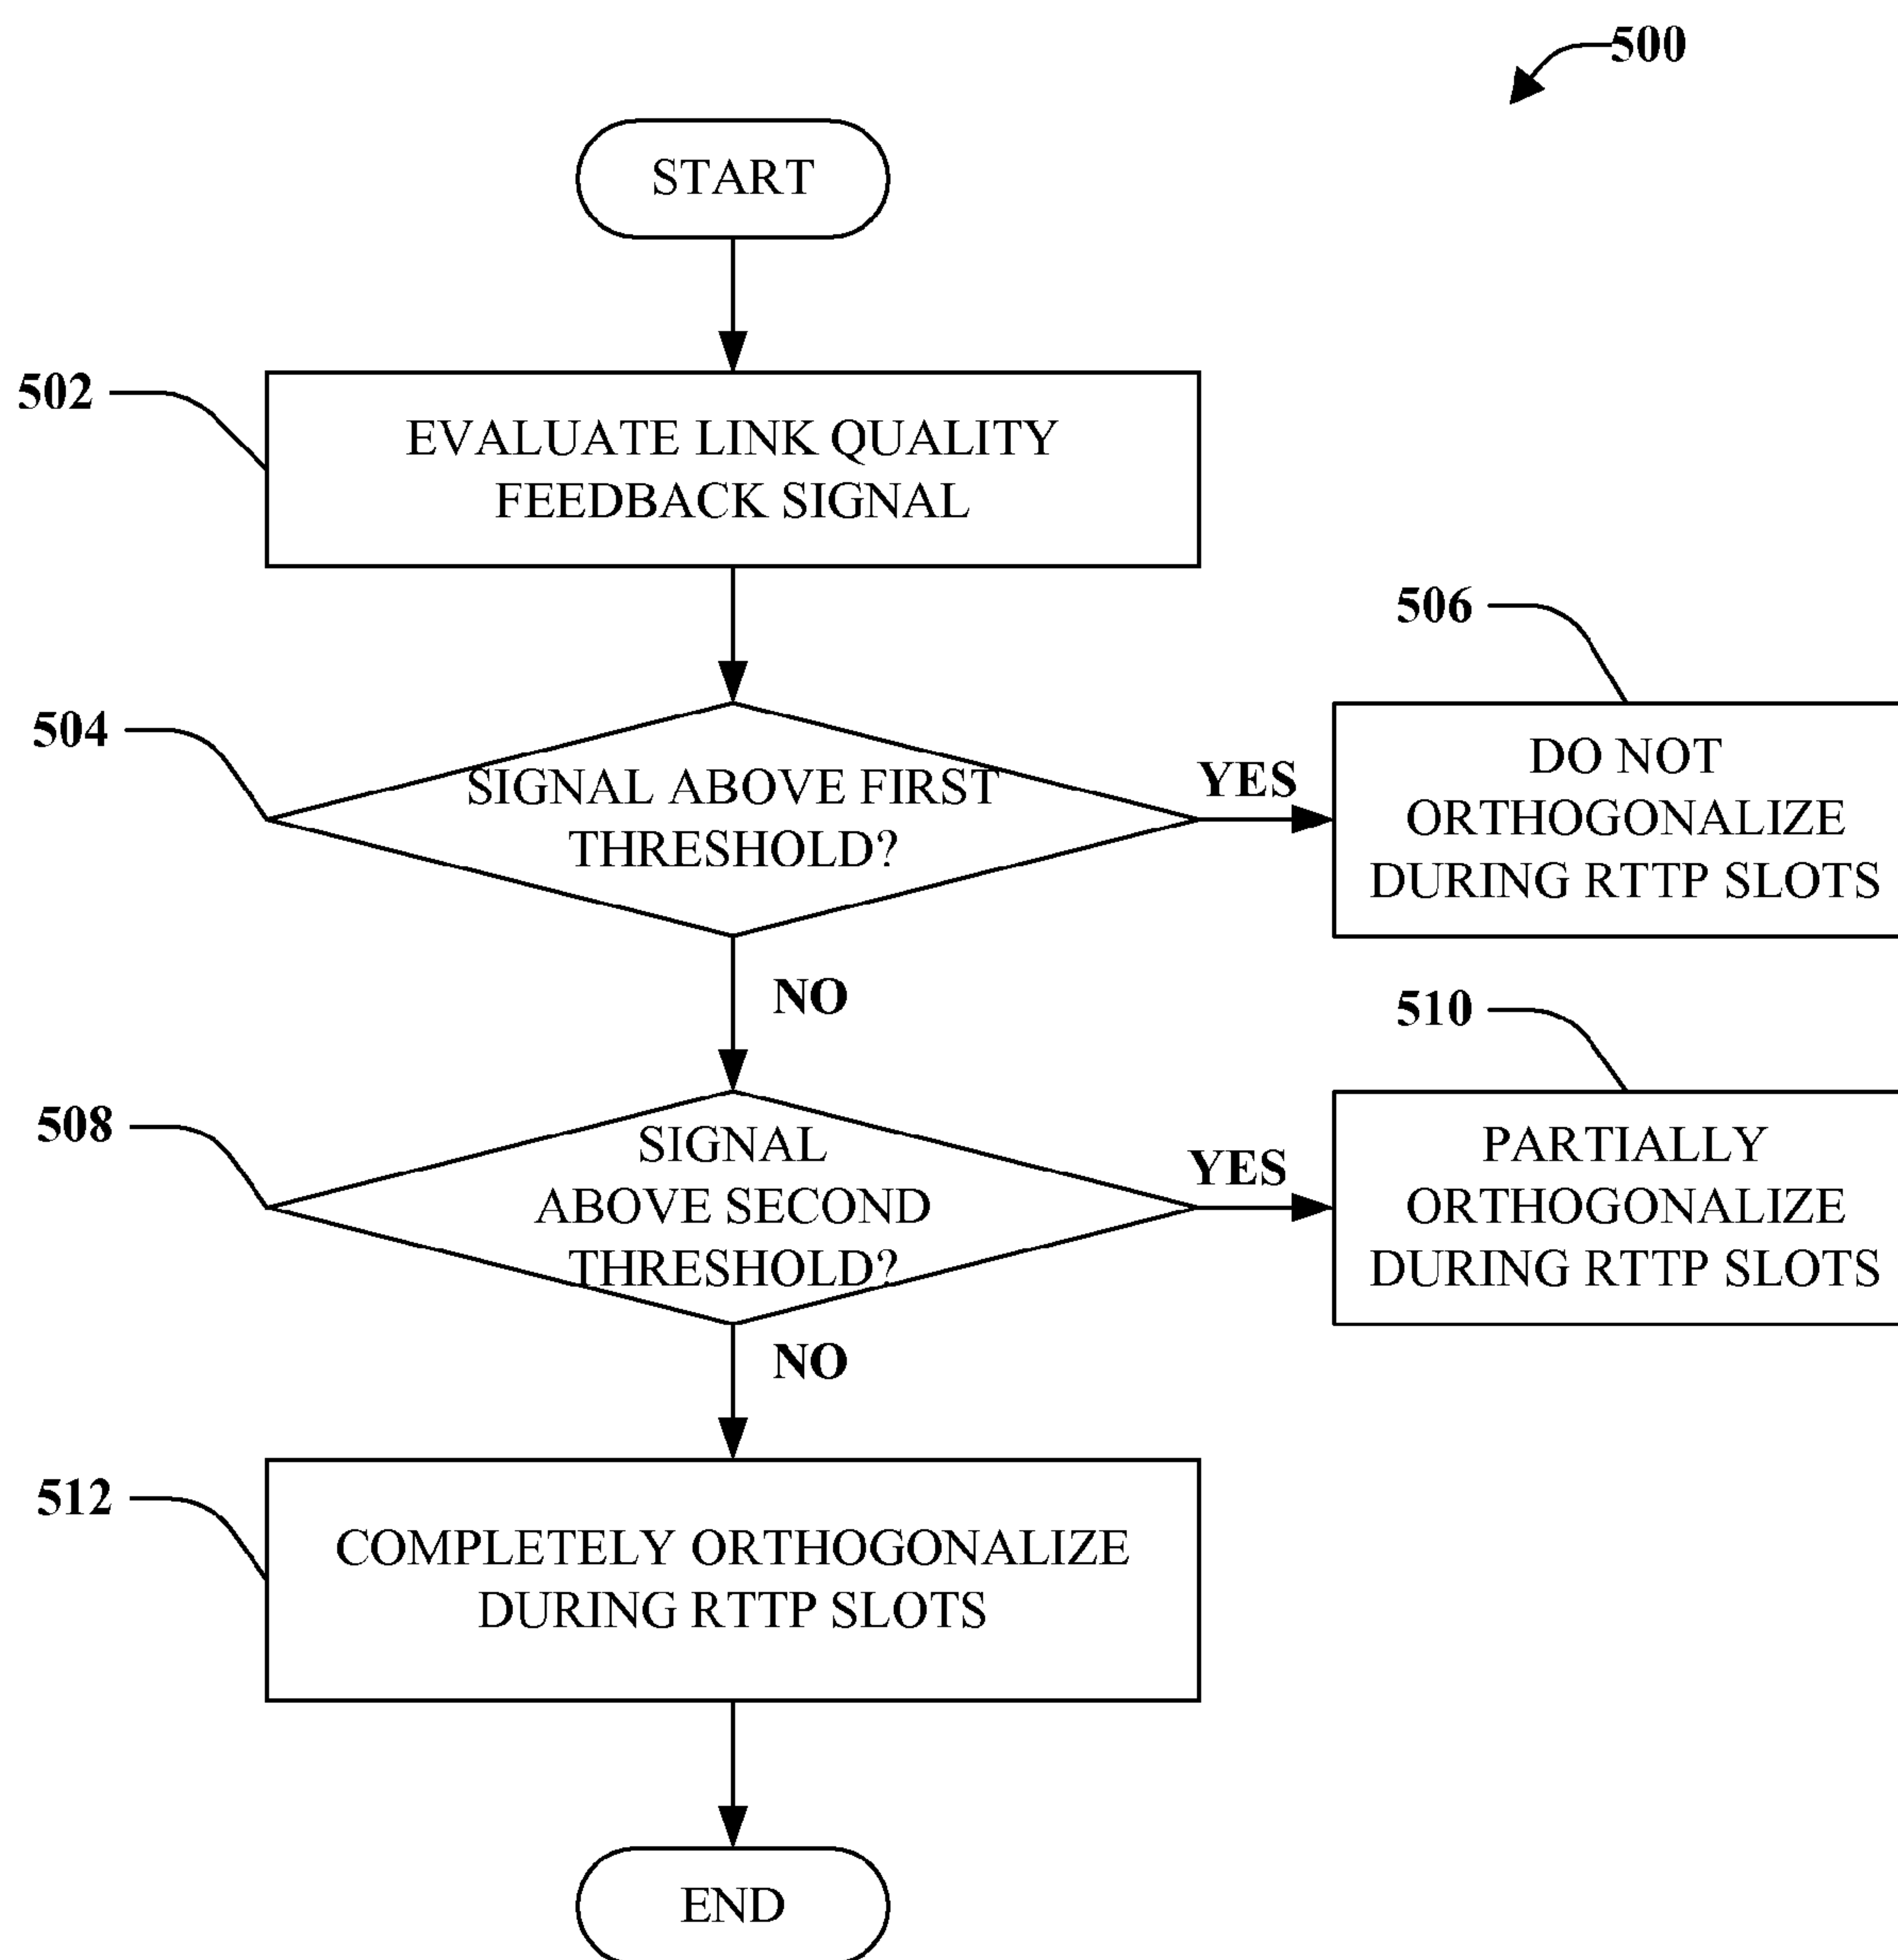 500
START
502
EVALUATE LINK QUALITY
FEEDBACK SIGNAL
504
SIGNAL ABOVE FIRST
THRESHOLD?
YES
506
DO NOT
ORTHOGONALIZE
DURING RTTP SLOTS
NO
508
SIGNAL
ABOVE SECOND
THRESHOLD?
YES
510
PARTIALLY
ORTHOGONALIZE
DURING RTTP SLOTS
NO
512
COMPLETELY ORTHOGONALIZE
DURING RTTP SLOTS
END